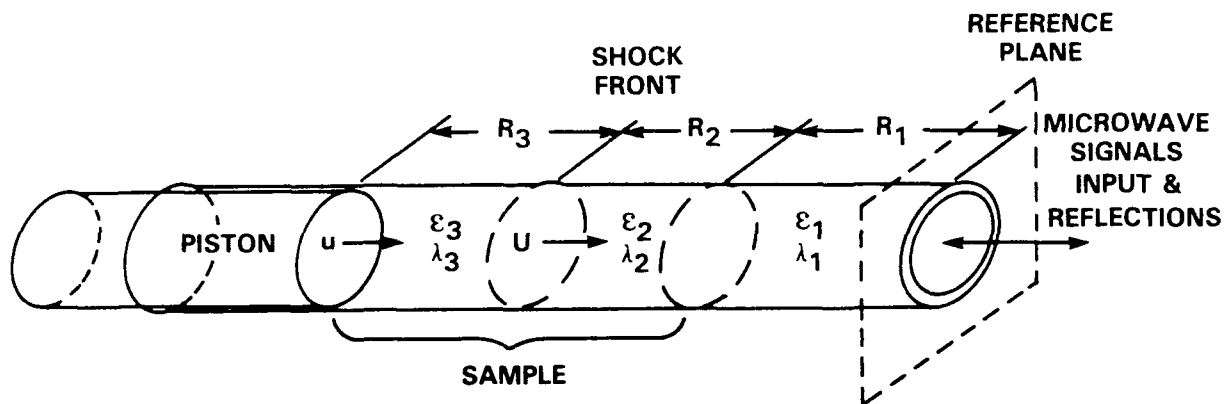 REFERENCE
PLANE
SHOCK
FRONT
R3
R2
R1
MICROWAVE
SIGNALS
INPUT &
REFLECTIONS
PISTON
u
ε3
λ3
U
ε2
λ2
ε1
λ1
SAMPLE